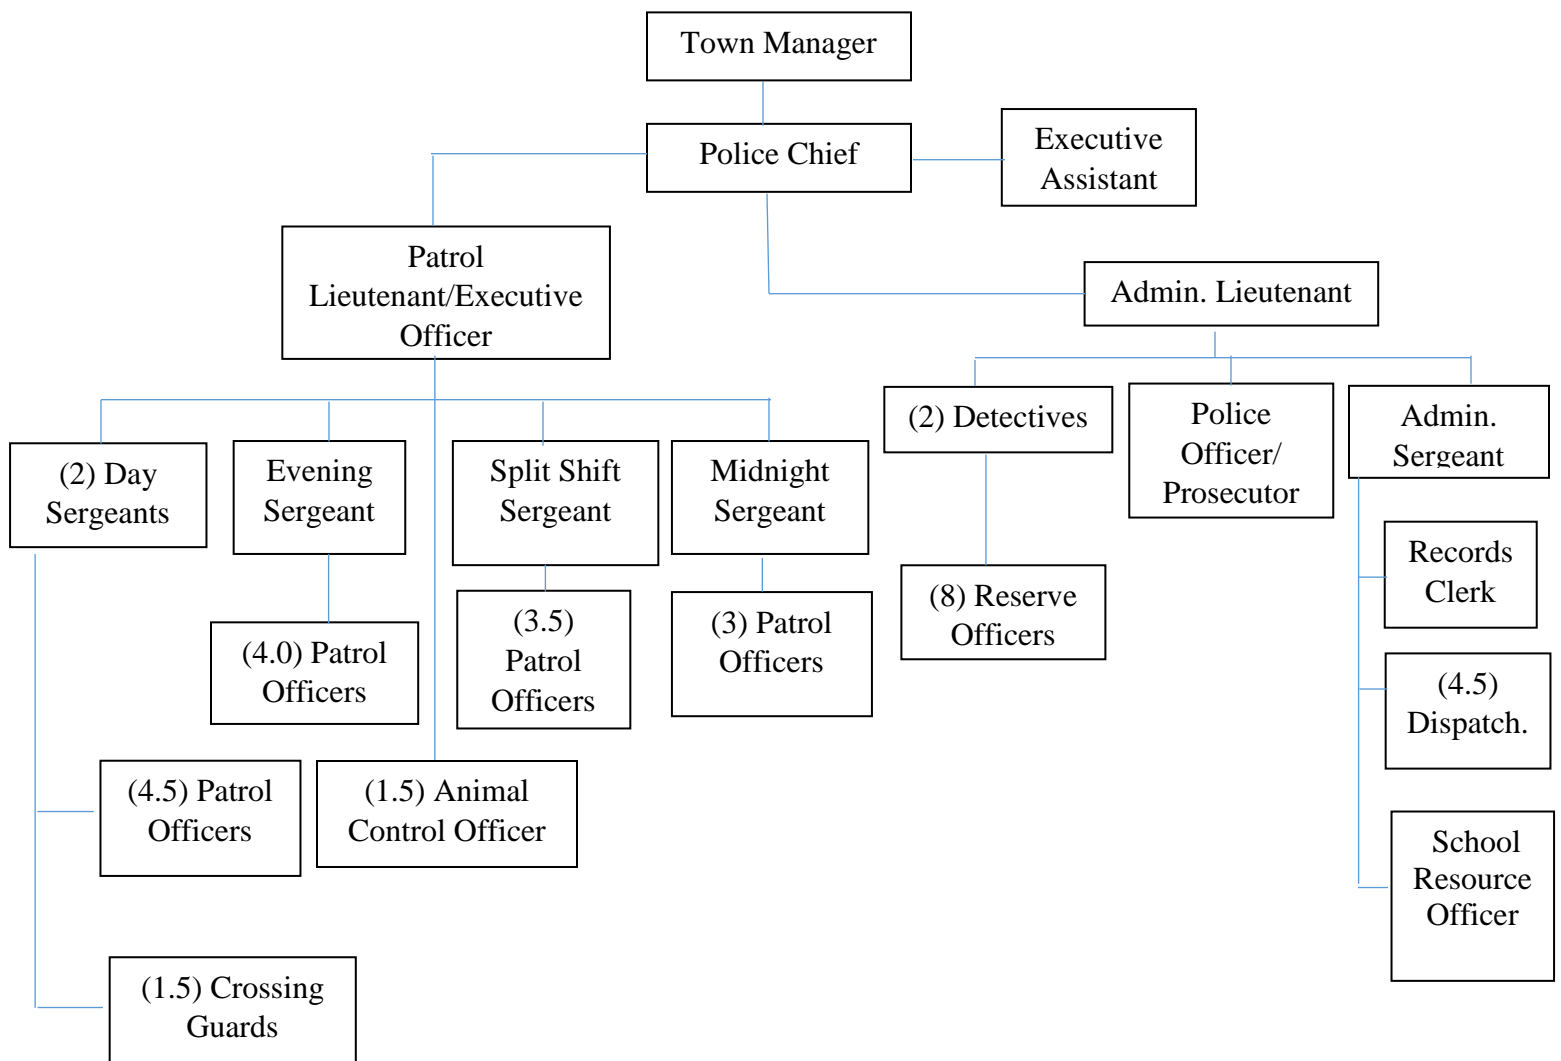 Town Manager
Police Chief
Executive
Assistant
Patrol
Lieutenant/Executive
Officer
Admin. Lieutenant
(2) Day
Sergeants
Evening
Sergeant
Split Shift
Sergeant
Midnight
Sergeant
(2) Detectives
Police
Officer/
Prosecutor
Admin.
Sergeant
(4.0) Patrol
Officers
(3.5)
Patrol
Officers
(3) Patrol
Officers
(8) Reserve
Officers
Records
Clerk
(4.5)
Dispatch.
(4.5) Patrol
Officers
(1.5) Animal
Control Officer
School
Resource
Officer
(1.5) Crossing
Guards